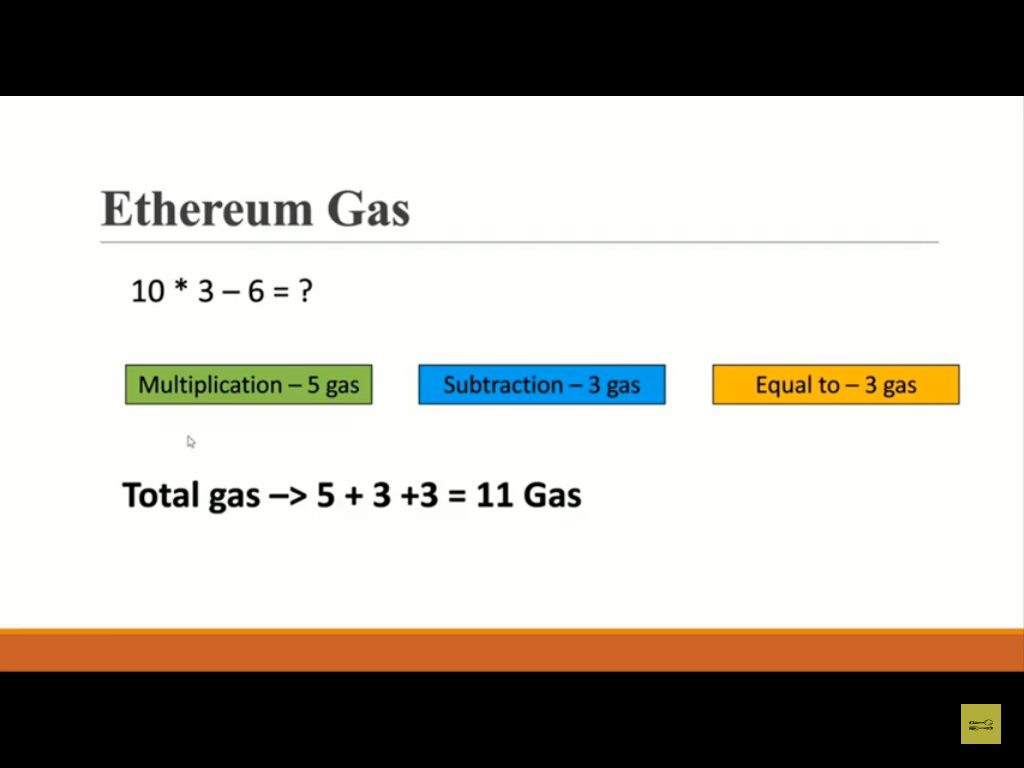 Ethereum Gas
10 * 3 – 6 = ?
Multiplication – 5 gas
Subtraction – 3 gas
Equal to – 3 gas
Total gas –> 5 + 3 +3 = 11 Gas